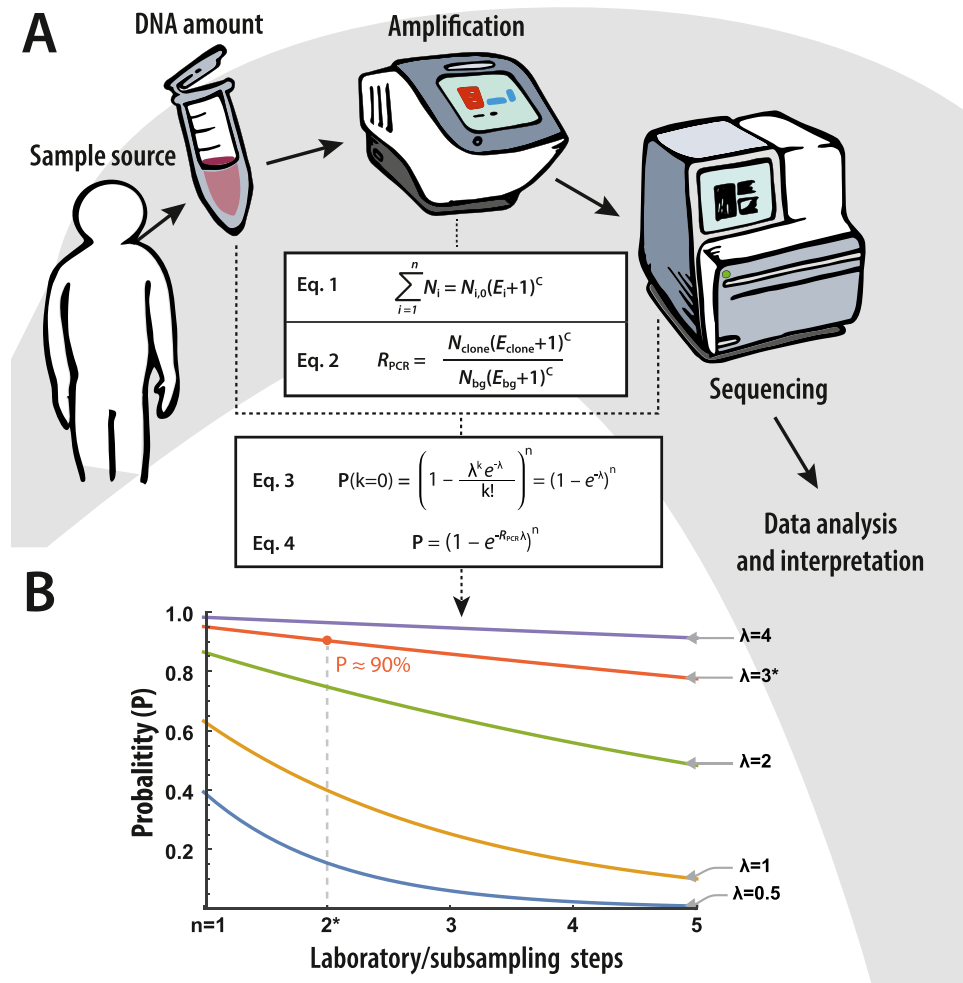 A
DNA amount
Amplification
Sample source
Eq. 1 n ∑ i=1 Nᵢ = Nᵢ,₀(Eᵢ+1)ᶜ
Eq. 2 R_PCR = N_clone(E_clone+1)ᶜ / N_bg(E_bg+1)ᶜ
Sequencing
Eq. 3 P(k=0) = (1 − λᵏe^-λ / k!)ⁿ = (1 − e^-λ)ⁿ
Eq. 4 P = (1 − e^-R_PCR λ)ⁿ
Data analysis
and interpretation
B
Probalitity (P)
1.0
0.8
0.6
0.4
0.2
P ≈ 90%
λ=4
λ=3*
λ=2
λ=1
λ=0.5
n=1 2* 3 4 5
Laboratory/subsampling steps